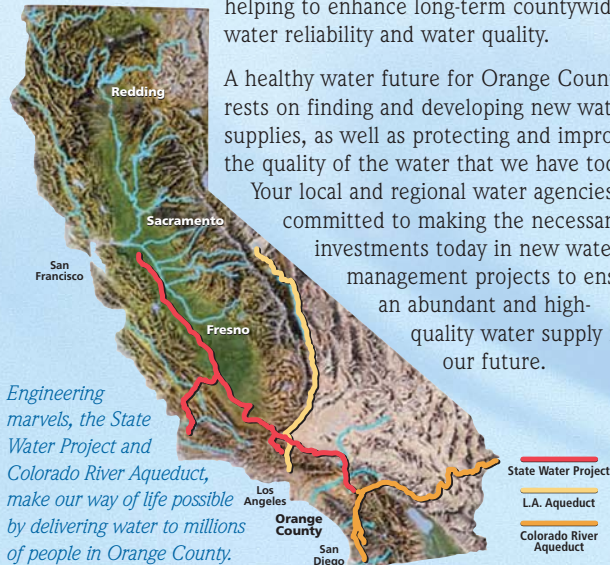 helping to enhance long-term countywid
water reliability and water quality.
A healthy water future for Orange Coun
rests on finding and developing new wat
supplies, as well as protecting and impro
the quality of the water that we have to
Your local and regional water agencies
committed to making the necessar
investments today in new wate
management projects to ens
an abundant and high-
quality water supply
our future.
Redding
Sacramento
San
Francisco
Fresno
Engineering
marvels, the State
Water Project and
Colorado River Aqueduct,
make our way of life possible
by delivering water to millions
of people in Orange County.
Los
Angeles
Orange
County
San
Diego
State Water Project
L.A. Aqueduct
Colorado River
Aqueduct